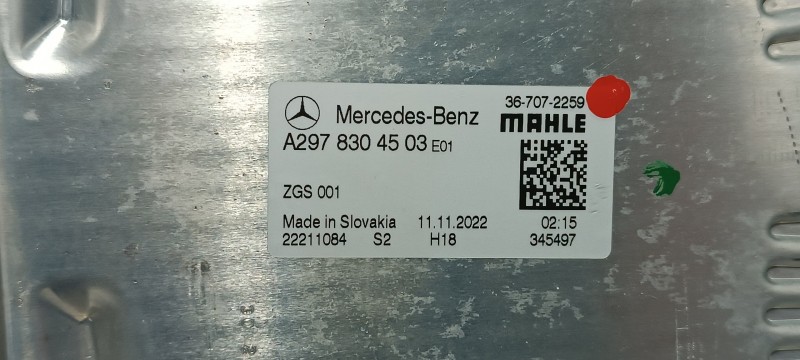 36-707-2259
Mercedes-Benz MAHLE
A297 830 45 03 E01
ZGS 001
Made in Slovakia 11.11.2022 02:15
22211084 S2 H18 345497